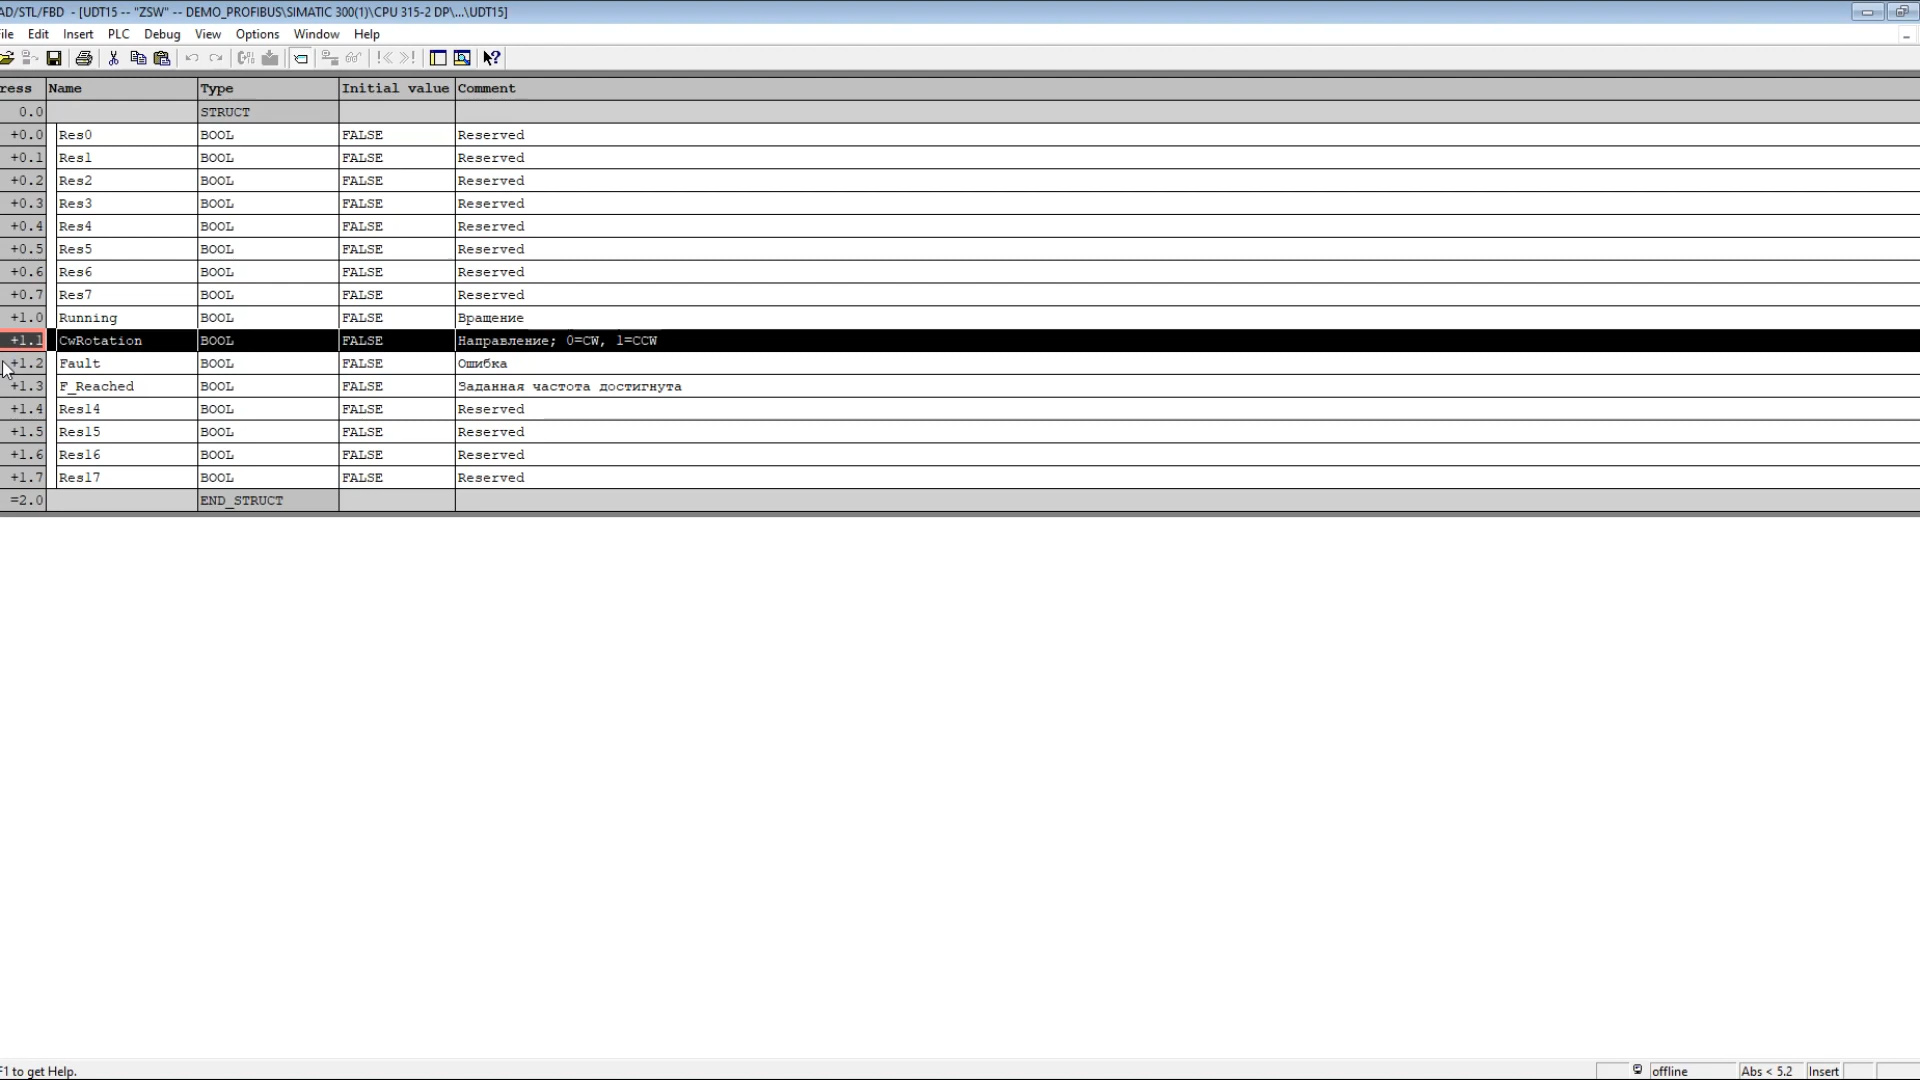 AD/STL/FBD - [UDT15 -- "ZSW" -- DEMO_PROFIBUS\SIMATIC 300(1)\CPU 315-2 DP\...\UDT15]
ile Edit Insert PLC Debug View Options Window Help
ress Name Type Initial value Comment
0.0 STRUCT
+0.0 Res0 BOOL FALSE Reserved
+0.1 Res1 BOOL FALSE Reserved
+0.2 Res2 BOOL FALSE Reserved
+0.3 Res3 BOOL FALSE Reserved
+0.4 Res4 BOOL FALSE Reserved
+0.5 Res5 BOOL FALSE Reserved
+0.6 Res6 BOOL FALSE Reserved
+0.7 Res7 BOOL FALSE Reserved
+1.0 Running BOOL FALSE Вращение
+1.1 CwRotation BOOL FALSE Направление; 0=CW, 1=CCW
+1.2 Fault BOOL FALSE Ошибка
+1.3 F_Reached BOOL FALSE Заданная частота достигнута
+1.4 Res14 BOOL FALSE Reserved
+1.5 Res15 BOOL FALSE Reserved
+1.6 Res16 BOOL FALSE Reserved
+1.7 Res17 BOOL FALSE Reserved
=2.0 END_STRUCT
F1 to get Help. offline Abs < 5.2 Insert